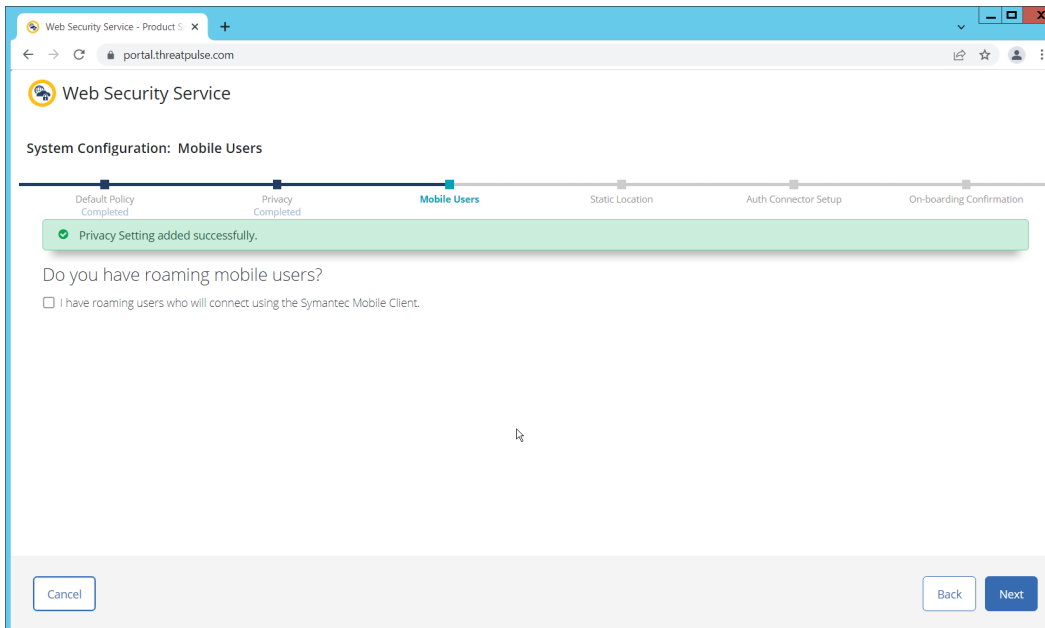 Web Security Service - Product S
portal.threatpulse.com
Web Security Service
System Configuration: Mobile Users
Default Policy
Completed
Privacy
Completed
Mobile Users
Static Location
Auth Connector Setup
On-boarding Confirmation
Privacy Setting added successfully.
Do you have roaming mobile users?
I have roaming users who will connect using the Symantec Mobile Client.
Cancel
Back
Next